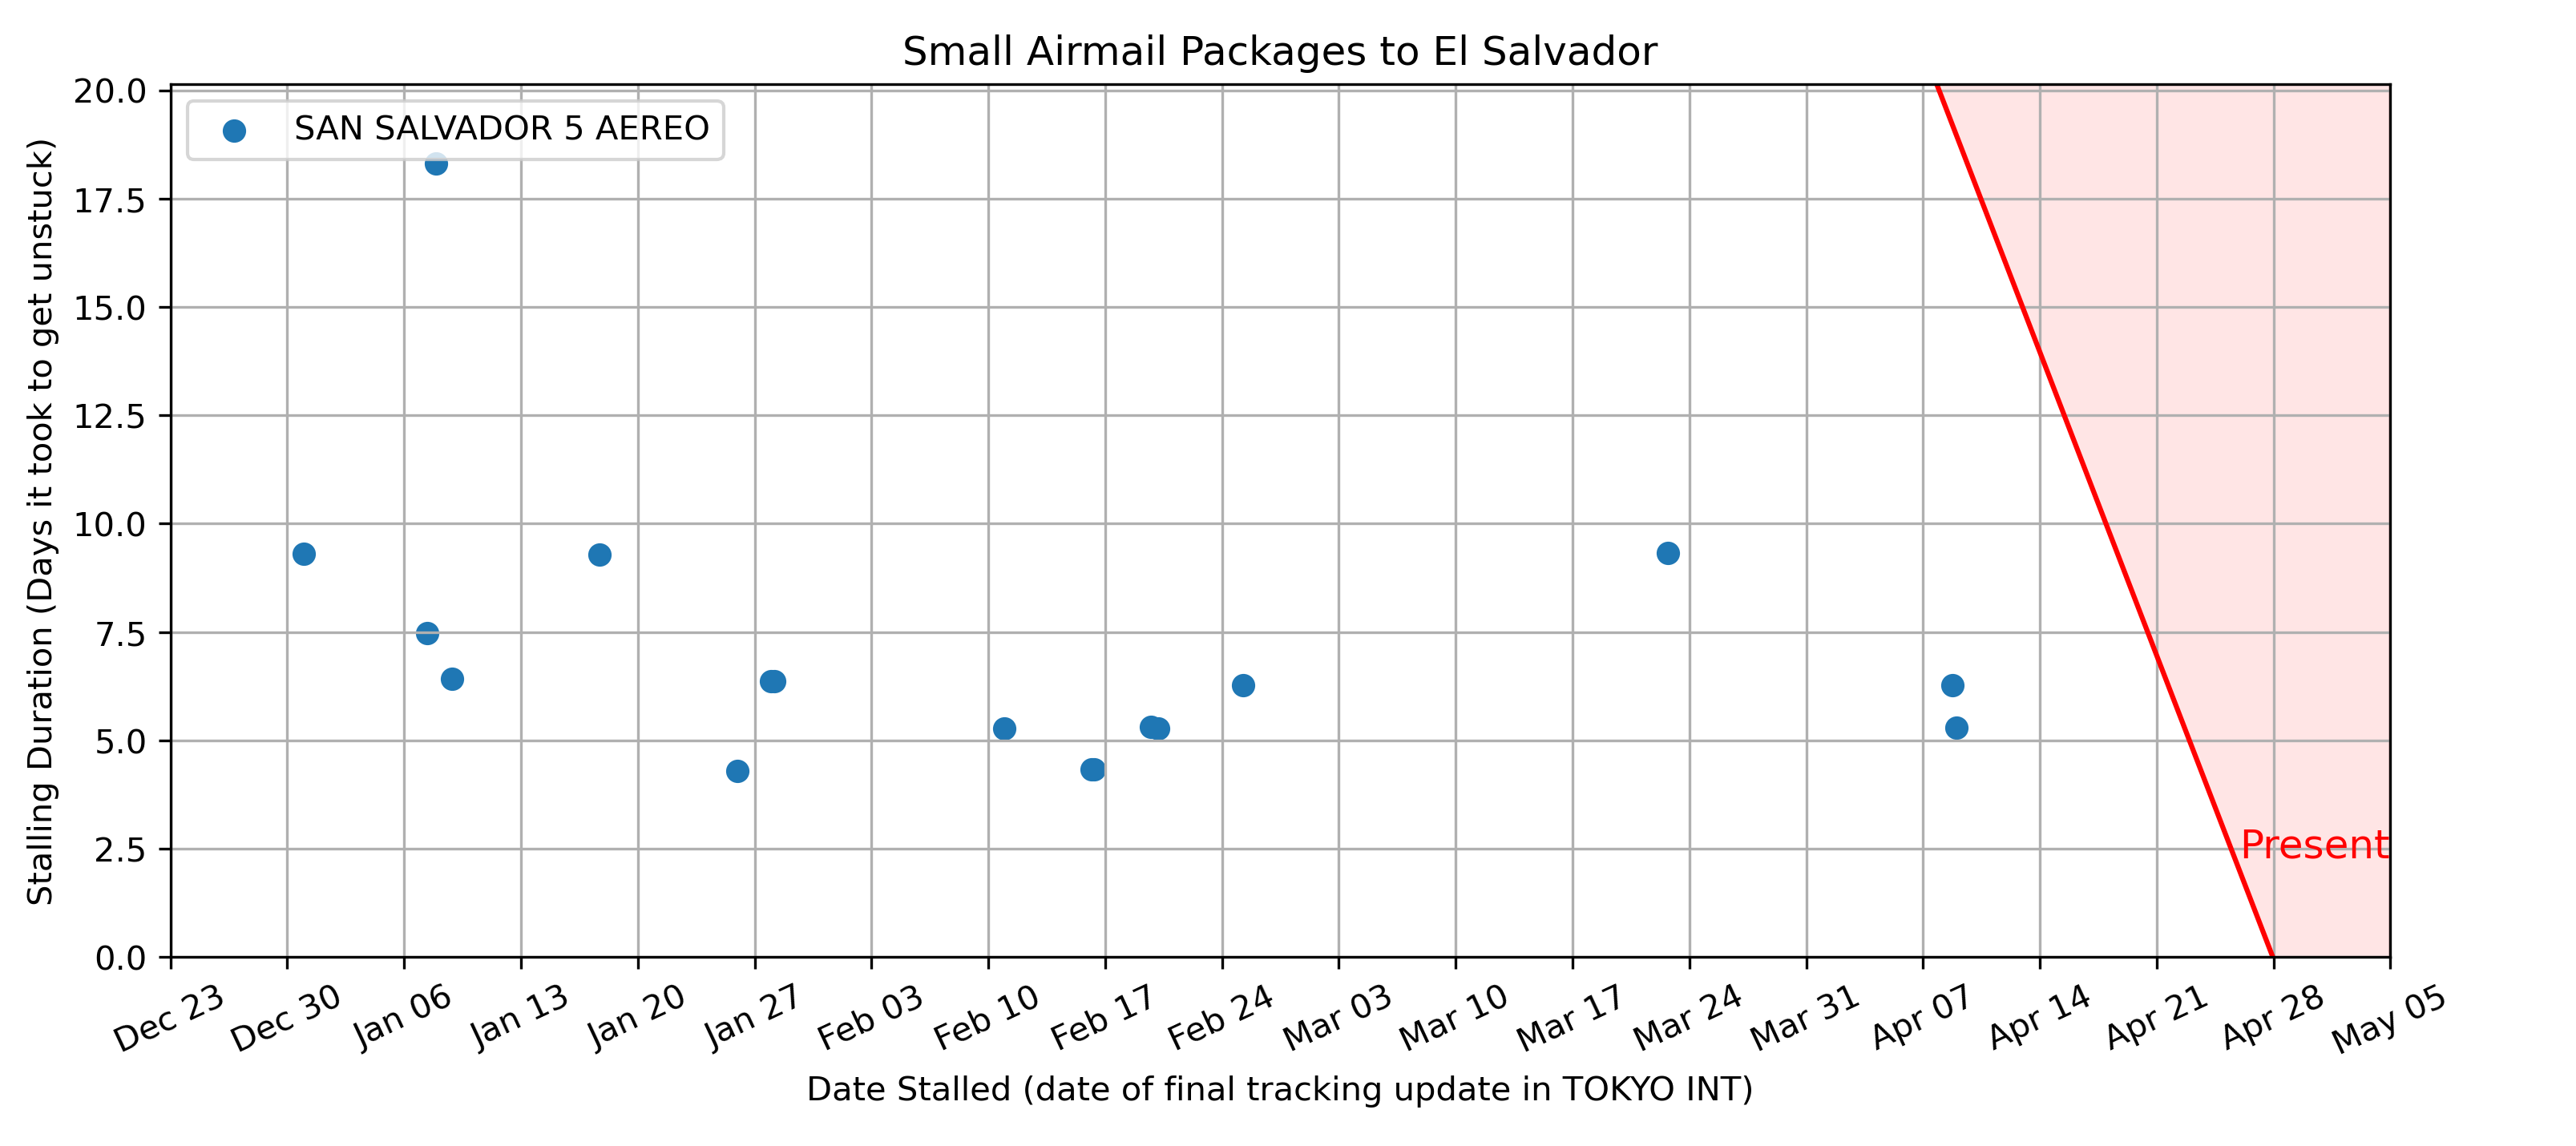 Small Airmail Packages to El Salvador
SAN SALVADOR 5 AEREO
Stalling Duration (Days it took to get unstuck)
20.0
17.5
15.0
12.5
10.0
7.5
5.0
2.5
0.0
Present
Dec 23
Dec 30
Jan 06
Jan 13
Jan 20
Jan 27
Feb 03
Feb 10
Feb 17
Feb 24
Mar 03
Mar 10
Mar 17
Mar 24
Mar 31
Apr 07
Apr 14
Apr 21
Apr 28
May 05
Date Stalled (date of final tracking update in TOKYO INT)